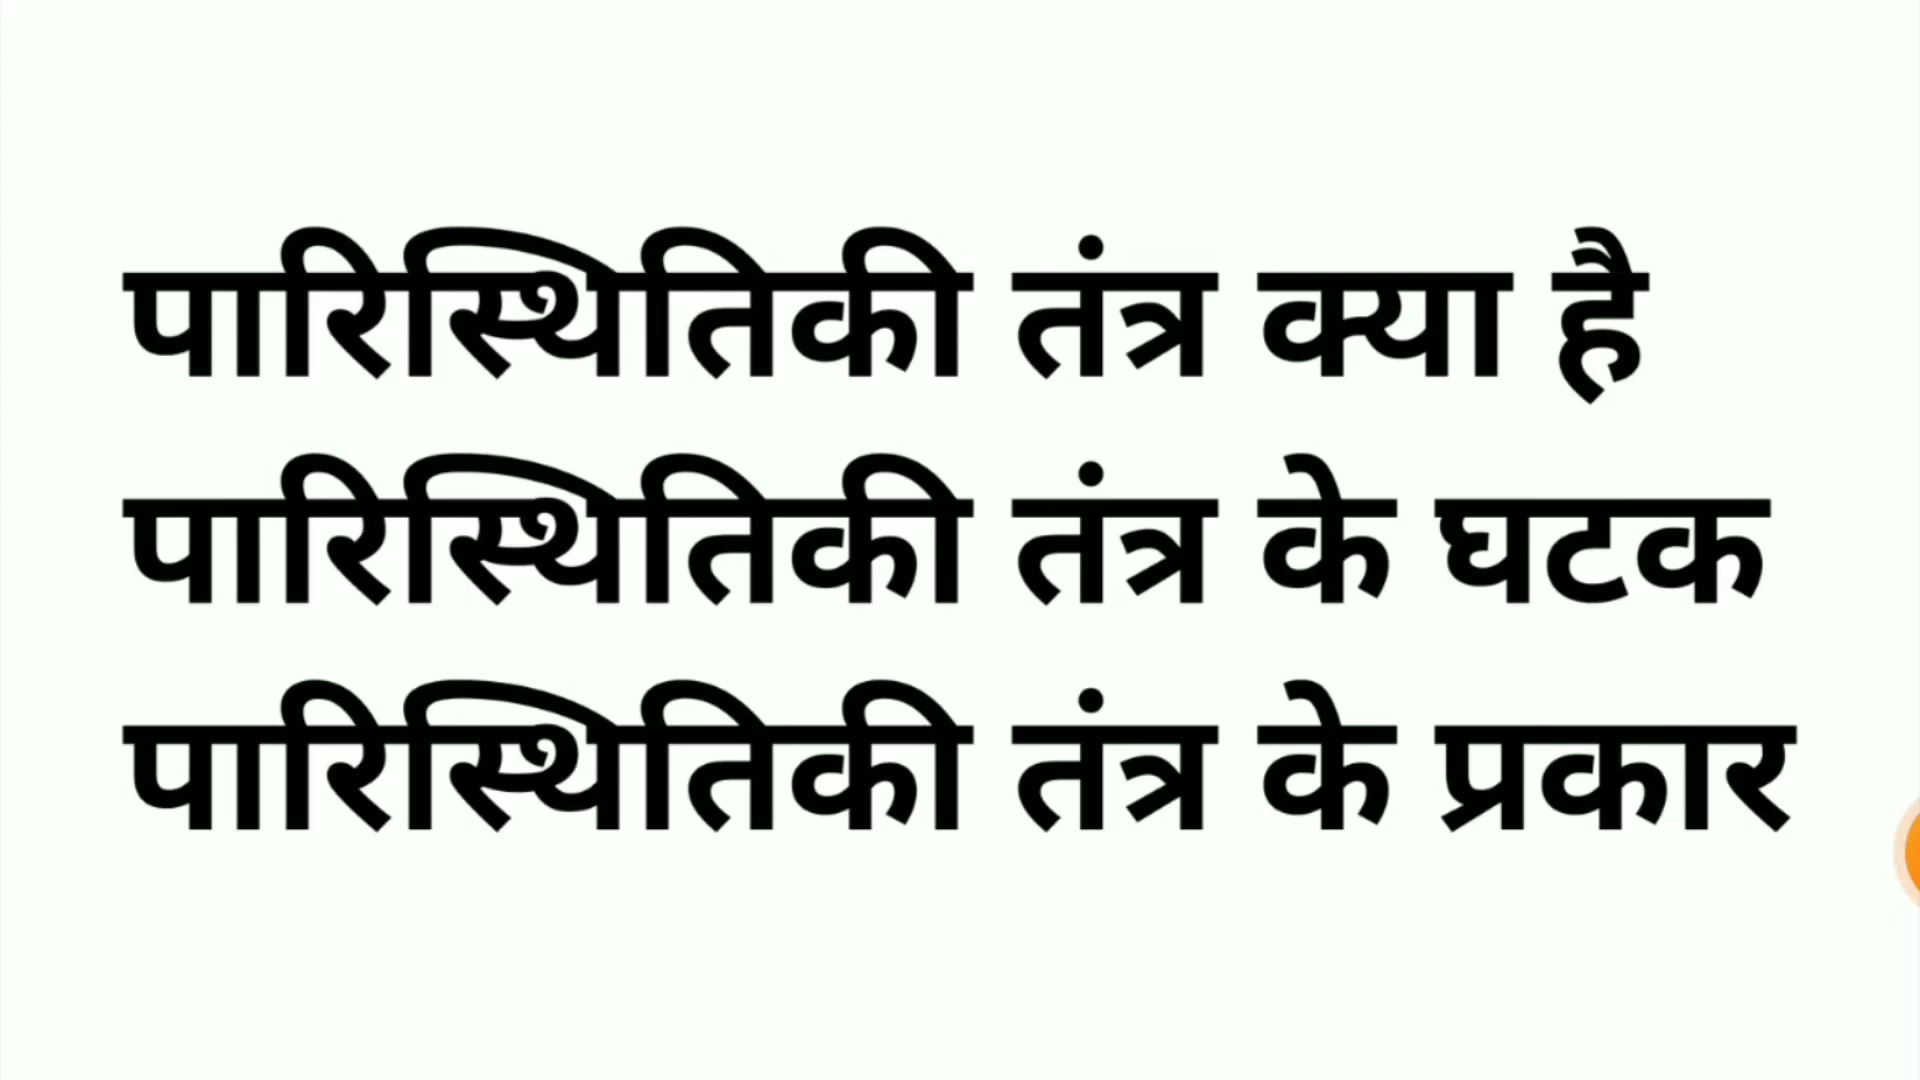 पारिस्थितिकी तंत्र क्या है
पारिस्थितिकी तंत्र के घटक
पारिस्थितिकी तंत्र के प्रकार